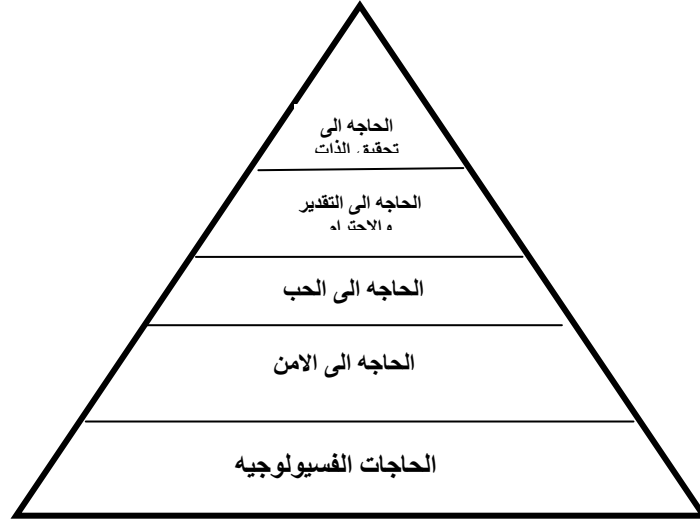 الحاجه الى
تحقيق الذات
الحاجه الى التقدير
والاحترام
الحاجه الى الحب
الحاجه الى الامن
الحاجات الفسيولوجيه